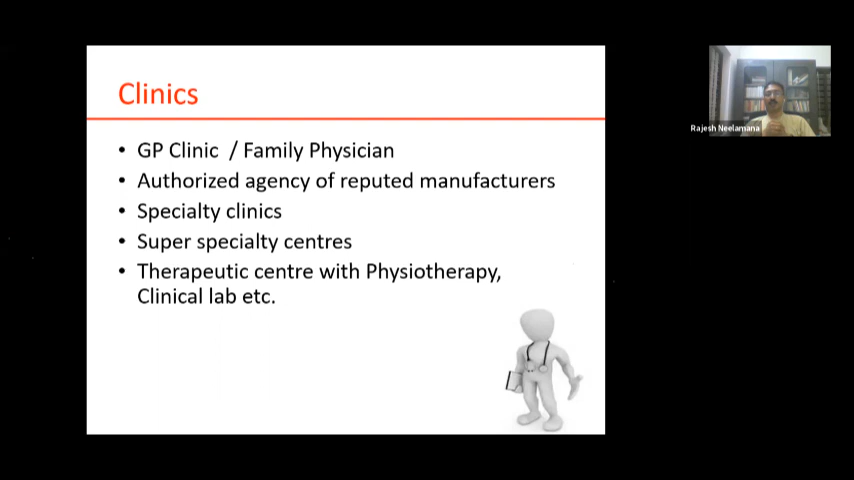 Clinics
• GP Clinic / Family Physician
• Authorized agency of reputed manufacturers
• Specialty clinics
• Super specialty centres
• Therapeutic centre with Physiotherapy,
Clinical lab etc.
Rajesh Neelamana